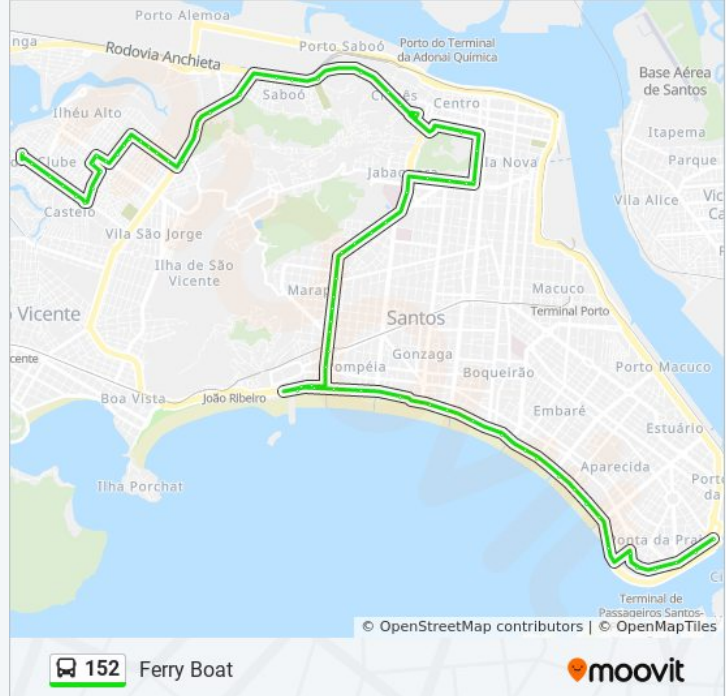 Porto Alemoa
Rodovia Anchieta
Porto Saboó
Porto do Terminal
da Adonai Química
Base Aérea
de Santos
Saboó
Centro
Ilhéu Alto
Itapema
Parque
Vila Nova
Clube
Jabaquara
Vila Alice
Castelo
Vila São Jorge
Ilha de São
Vicente
Macuco
Terminal Porto
Vicente
Santos
Gonzaga
Porto Macuco
Boqueirão
Boa Vista
João Ribeiro
Embaré
Estuário
Aparecida
Ilha Porchat
Terminal de
Passageiros Santos-
© OpenStreetMap contributors | © OpenMapTiles
152 Ferry Boat
moovit